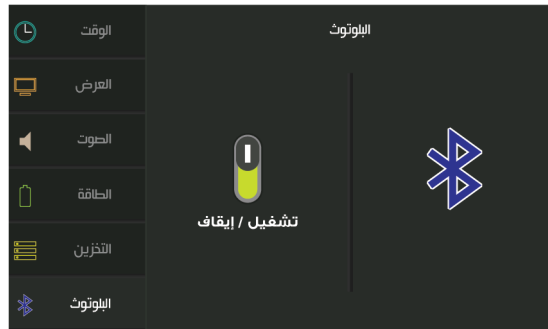 البلوتوث
تشغيل / إيقاف
الوقت
العرض
الصوت
الطاقة
التخزين
البلوتوث